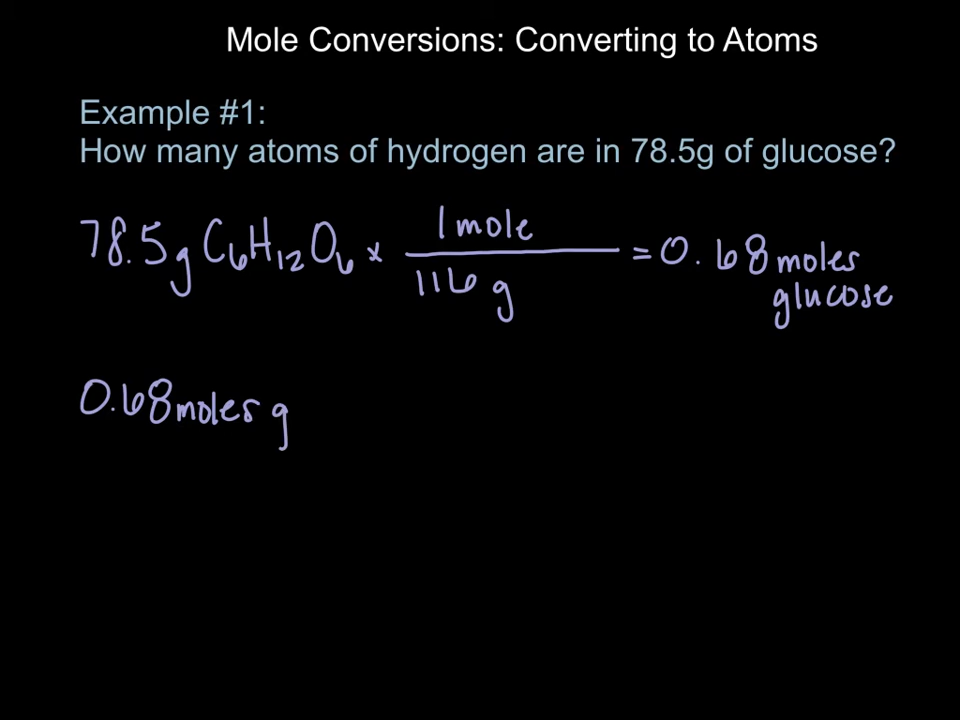 Mole Conversions: Converting to Atoms
Example #1:
How many atoms of hydrogen are in 78.5g of glucose?
78.5g C6H12O6 x 1 mole / 116 g = 0.68 moles
glucose
0.68 moles g